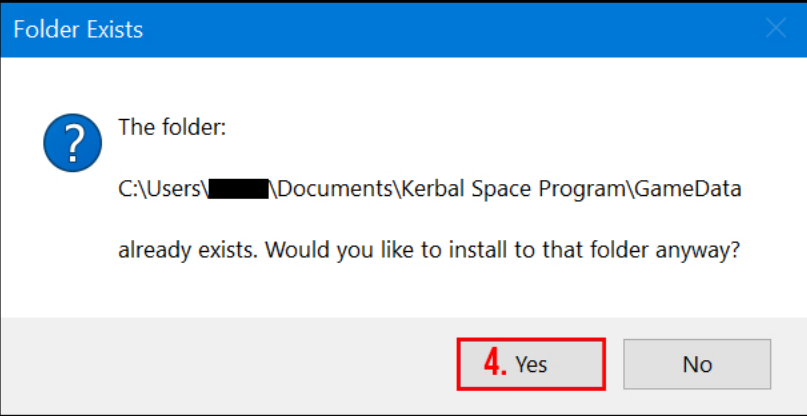 Folder Exists
The folder:
C:\Users\ \Documents\Kerbal Space Program\GameData
already exists. Would you like to install to that folder anyway?
4. Yes
No